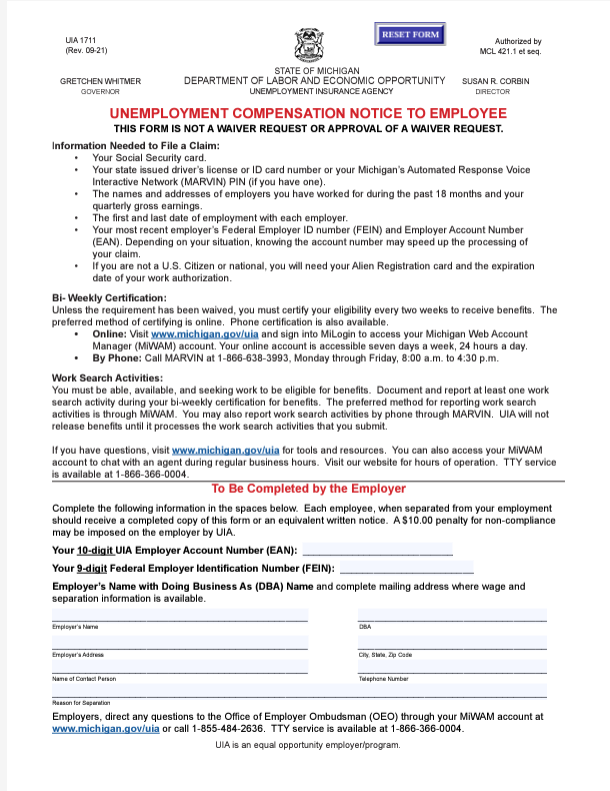 UIA 1711
(Rev. 09-21)
RESET FORM
Authorized by
MCL 421.1 et seq.
STATE OF MICHIGAN
GRETCHEN WHITMER
DEPARTMENT OF LABOR AND ECONOMIC OPPORTUNITY
SUSAN R. CORBIN
GOVERNOR
UNEMPLOYMENT INSURANCE AGENCY
DIRECTOR
UNEMPLOYMENT COMPENSATION NOTICE TO EMPLOYEE
THIS FORM IS NOT A WAIVER REQUEST OR APPROVAL OF A WAIVER REQUEST.
Information Needed to File a Claim:
• Your Social Security card.
• Your state issued driver's license or ID card number or your Michigan's Automated Response Voice
Interactive Network (MARVIN) PIN (if you have one).
• The names and addresses of employers you have worked for during the past 18 months and your
quarterly gross earnings.
• The first and last date of employment with each employer.
• Your most recent employer's Federal Employer ID number (FEIN) and Employer Account Number
(EAN). Depending on your situation, knowing the account number may speed up the processing of
your claim.
• If you are not a U.S. Citizen or national, you will need your Alien Registration card and the expiration
date of your work authorization.
Bi- Weekly Certification:
Unless the requirement has been waived, you must certify your eligibility every two weeks to receive benefits. The
preferred method of certifying is online. Phone certification is also available.
• Online: Visit www.michigan.gov/uia and sign into MiLogin to access your Michigan Web Account
Manager (MiWAM) account. Your online account is accessible seven days a week, 24 hours a day.
• By Phone: Call MARVIN at 1-866-638-3993, Monday through Friday, 8:00 a.m. to 4:30 p.m.
Work Search Activities:
You must be able, available, and seeking work to be eligible for benefits. Document and report at least one work
search activity during your bi-weekly certification for benefits. The preferred method for reporting work search
activities is through MiWAM. You may also report work search activities by phone through MARVIN. UIA will not
release benefits until it processes the work search activities that you submit.
If you have questions, visit www.michigan.gov/uia for tools and resources. You can also access your MiWAM
account to chat with an agent during regular business hours. Visit our website for hours of operation. TTY service
is available at 1-866-366-0004.
To Be Completed by the Employer
Complete the following information in the spaces below. Each employee, when separated from your employment
should receive a completed copy of this form or an equivalent written notice. A $10.00 penalty for non-compliance
may be imposed on the employer by UIA.
Your 10-digit UIA Employer Account Number (EAN):
Your 9-digit Federal Employer Identification Number (FEIN):
Employer's Name with Doing Business As (DBA) Name and complete mailing address where wage and
separation information is available.
Employer's Name
DBA
Employer's Address
City, State, Zip Code
Name of Contact Person
Telephone Number
Reason for Separation
Employers, direct any questions to the Office of Employer Ombudsman (OEO) through your MiWAM account at
www.michigan.gov/uia or call 1-855-484-2636. TTY service is available at 1-866-366-0004.
UIA is an equal opportunity employer/program.